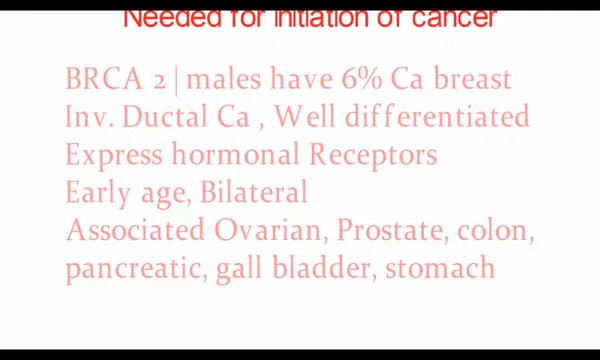 Needed for initiation of cancer
BRCA 2 | males have 6% Ca breast
Inv. Ductal Ca , Well differentiated
Express hormonal Receptors
Early age, Bilateral
Associated Ovarian, Prostate, colon,
pancreatic, gall bladder, stomach